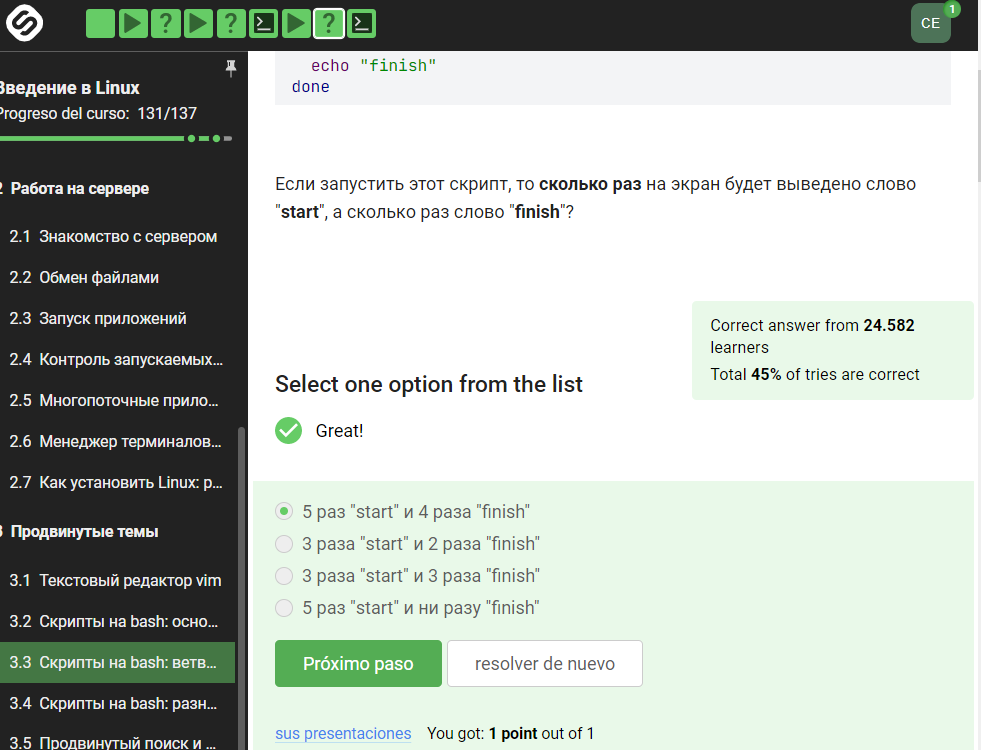 CE
1
Введение в Linux
Progreso del curso: 131/137
2 Работа на сервере
2.1 Знакомство с сервером
2.2 Обмен файлами
2.3 Запуск приложений
2.4 Контроль запускаемых...
2.5 Многопоточные прило...
2.6 Менеджер терминалов...
2.7 Как установить Linux: р...
3 Продвинутые темы
3.1 Текстовый редактор vim
3.2 Скрипты на bash: осно...
3.3 Скрипты на bash: ветв...
3.4 Скрипты на bash: разн...
3.5 Продвинутый поиск и ...
echo "finish"
done
Если запустить этот скрипт, то сколько раз на экран будет выведено слово
"start", а сколько раз слово "finish"?
Correct answer from 24.582
learners
Total 45% of tries are correct
Select one option from the list
Great!
5 раз "start" и 4 раза "finish"
3 раза "start" и 2 раза "finish"
3 раза "start" и 3 раза "finish"
5 раз "start" и ни разу "finish"
Próximo paso
resolver de nuevo
sus presentaciones You got: 1 point out of 1